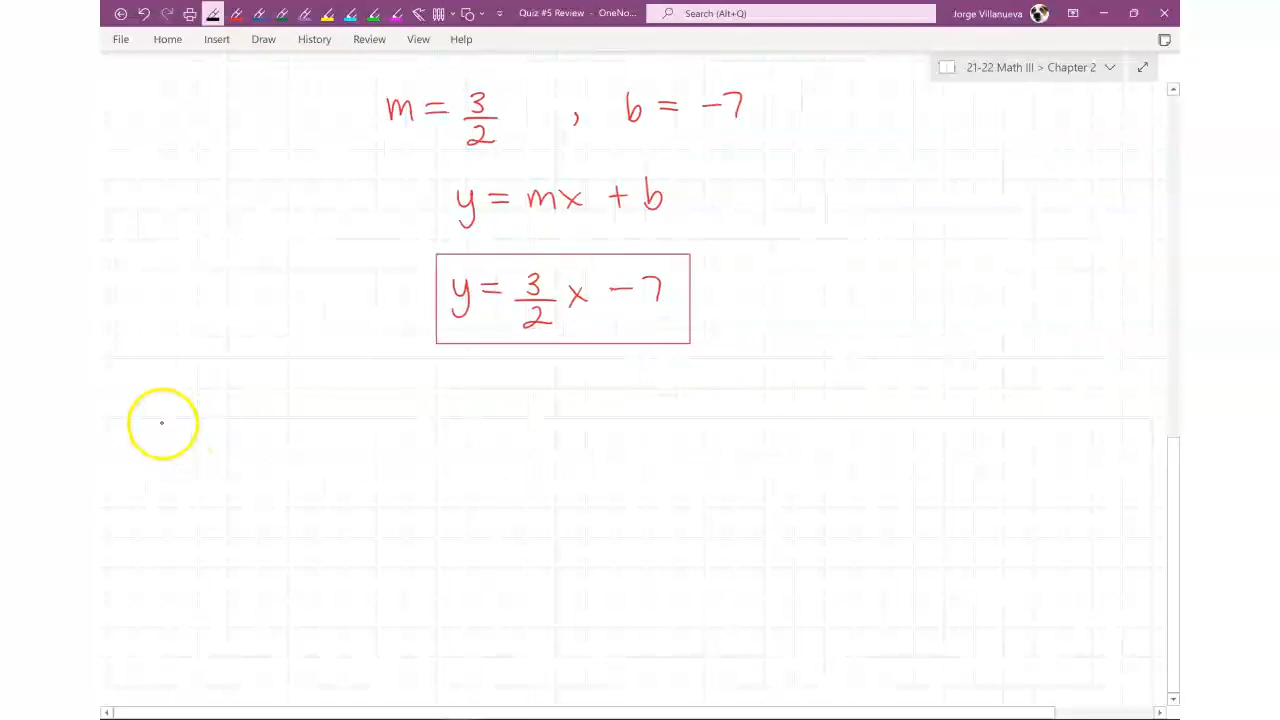 Quiz #5 Review - OneNo...
Search (Alt+Q)
Jorge Villanueva
File Home Insert Draw History Review View Help
21-22 Math III > Chapter 2
m = 3/2 , b = -7
y = mx + b
y = 3/2 x - 7